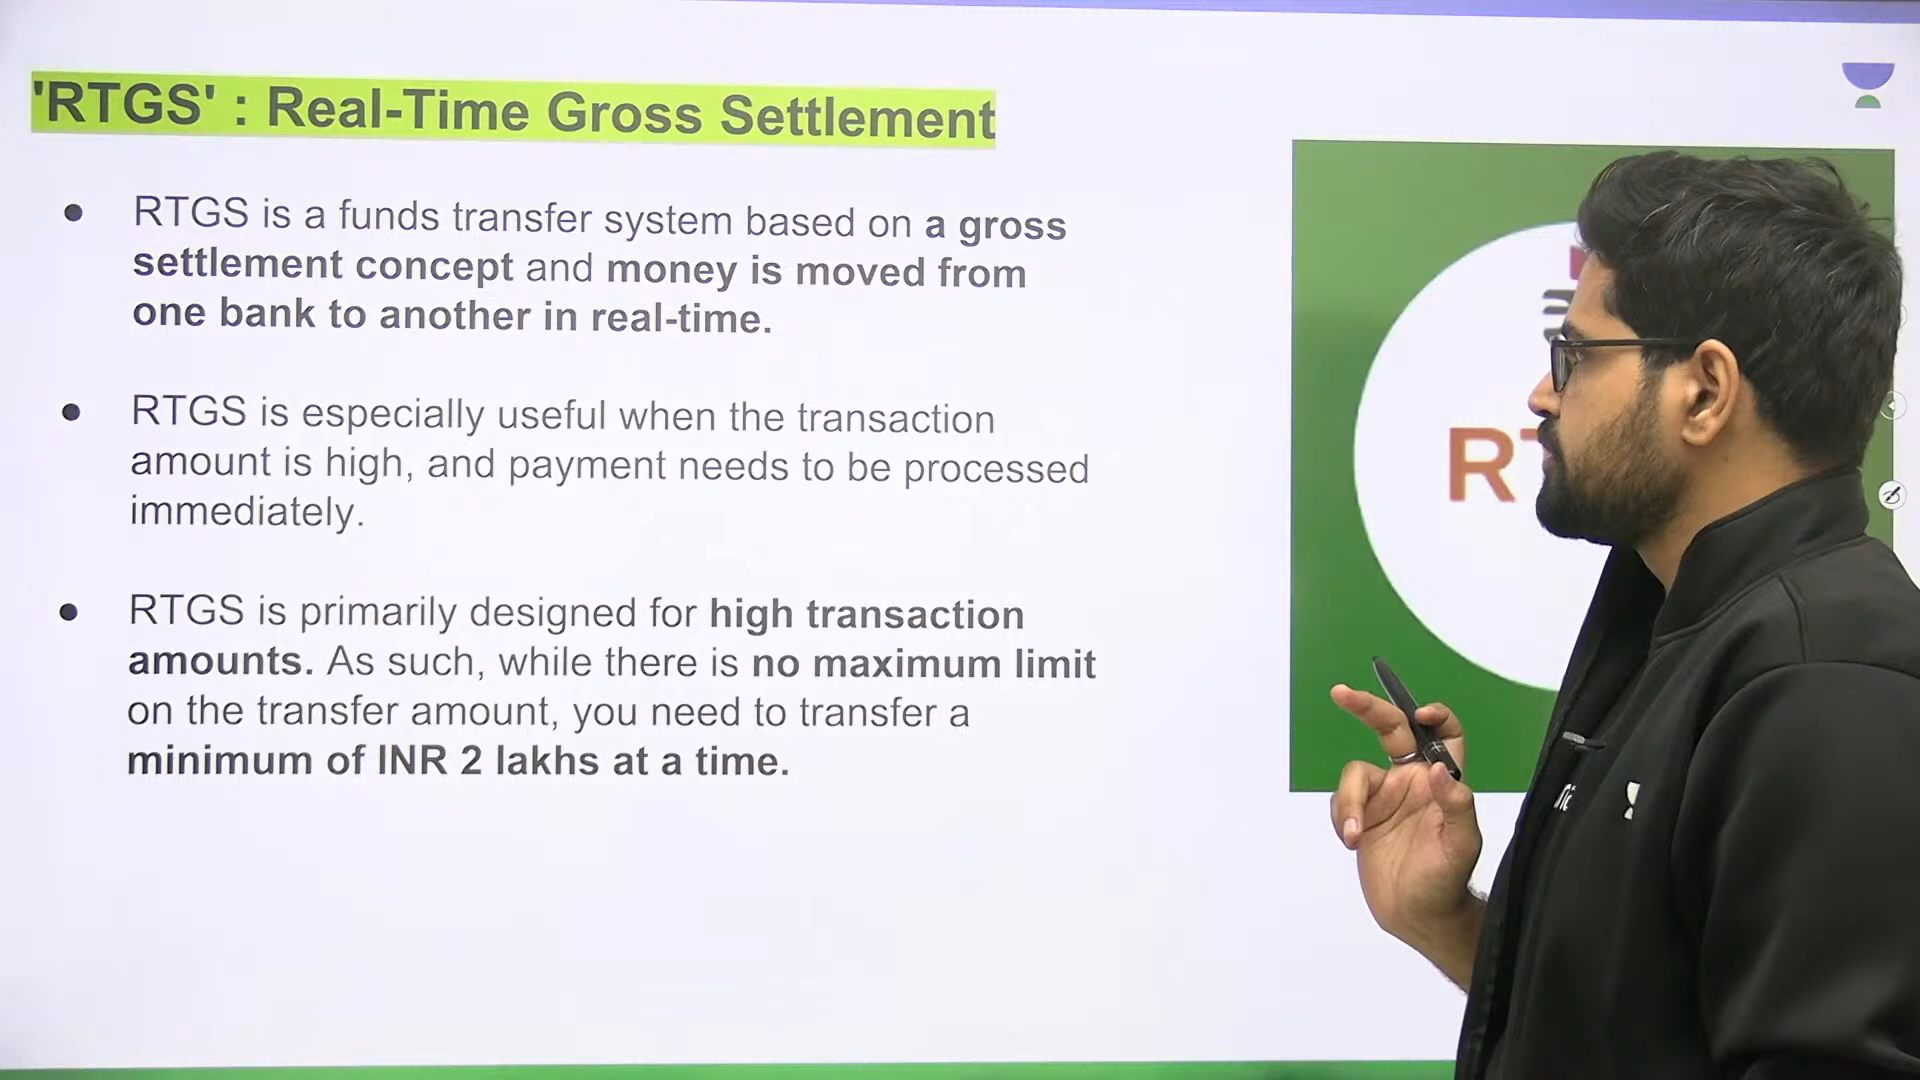 'RTGS' : Real-Time Gross Settlement
● RTGS is a funds transfer system based on a gross
settlement concept and money is moved from
one bank to another in real-time.
● RTGS is especially useful when the transaction
amount is high, and payment needs to be processed
immediately.
● RTGS is primarily designed for high transaction
amounts. As such, while there is no maximum limit
on the transfer amount, you need to transfer a
minimum of INR 2 lakhs at a time.